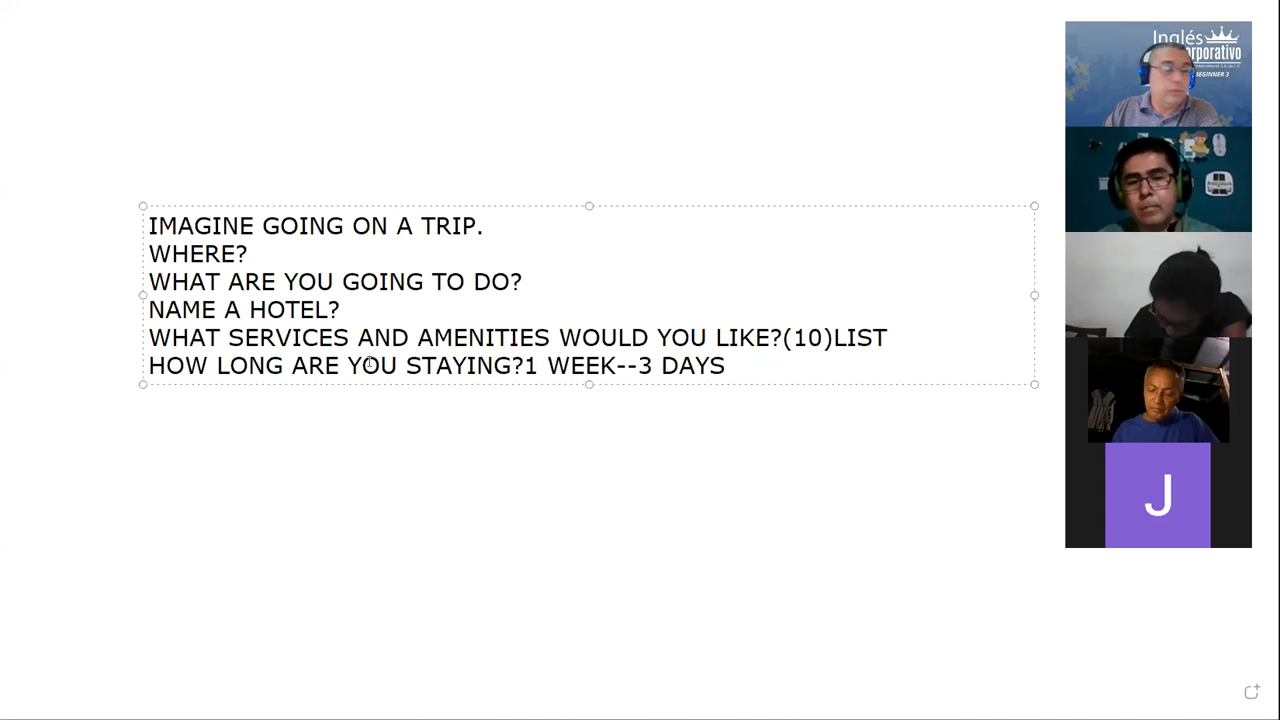 IMAGINE GOING ON A TRIP.
WHERE?
WHAT ARE YOU GOING TO DO?
NAME A HOTEL?
WHAT SERVICES AND AMENITIES WOULD YOU LIKE?(10)LIST
HOW LONG ARE YOU STAYING?1 WEEK--3 DAYS
Inglés
orporativo
BEGINNER 3
J